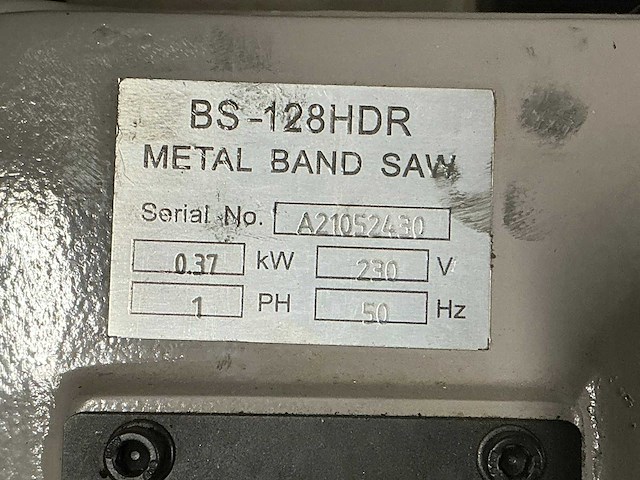 BS-128HDR
METAL BAND SAW
Serial No. A21052430
0.37 kW 230 V
1 PH 50 Hz